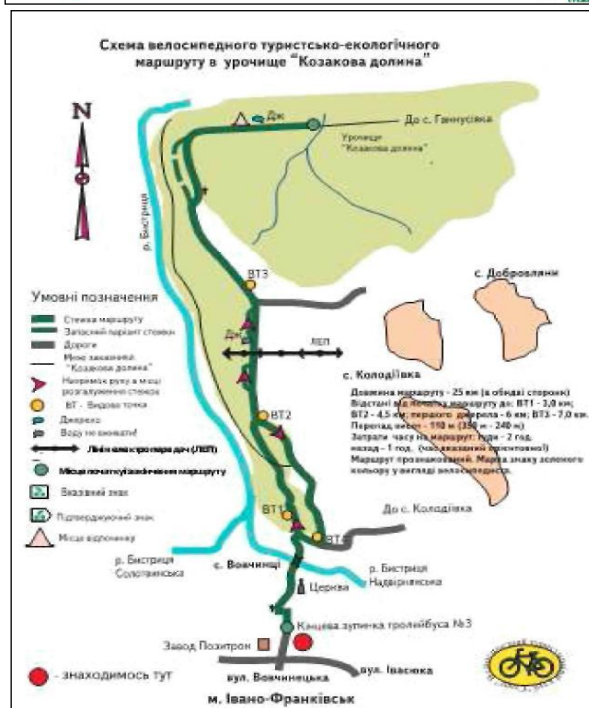 Схема велосипедного туристсько-екологічного
маршруту в урочище "Козакова долина"
N
Дж
До с. Ганнусівка
Урочище
"Козакова долина"
р. Бистриця
ВТ3
с. Добровляни
Умовні позначення
Стежка маршруту
Запасний варіант стежки
Дороги
Межа заказника
"Козакова долина"
Напрямок руху в місці
розгалуження стежок
ВТ - Видова точка
Джерело
Воду не вживати!
Лінія електропередач (ЛЕП)
Місце початку і закінчення маршруту
Вказівний знак
Підтверджуючий знак
Місце відпочинку
Дж
ЛЕП
с. Колодіївка
Довжина маршруту - 25 км (в обидві сторони)
Відстані від початку маршруту до: ВТ1 - 3,0 км;
ВТ2 - 4,5 км; першого джерела - 6 км; ВТ3 - 7,0 км.
Перепад висот - 110 м (350 м - 240 м)
Затрати часу на маршрут: туди - 2 год.
назад - 1 год. (час вказаний орієнтовно!)
Маршрут промаркований. Марка знаку зеленого
кольору у вигляді велосипедиста.
ВТ2
ВТ1
До с. Колодіївка
р. Бистриця
Солотвинська
с. Вовчинці
р. Бистриця
Надвірнянська
Церква
Кінцева зупинка тролейбуса №3
Завод Позитрон
- знаходимось тут
вул. Вовчинецька
вул. Івасюка
м. Івано-Франківськ